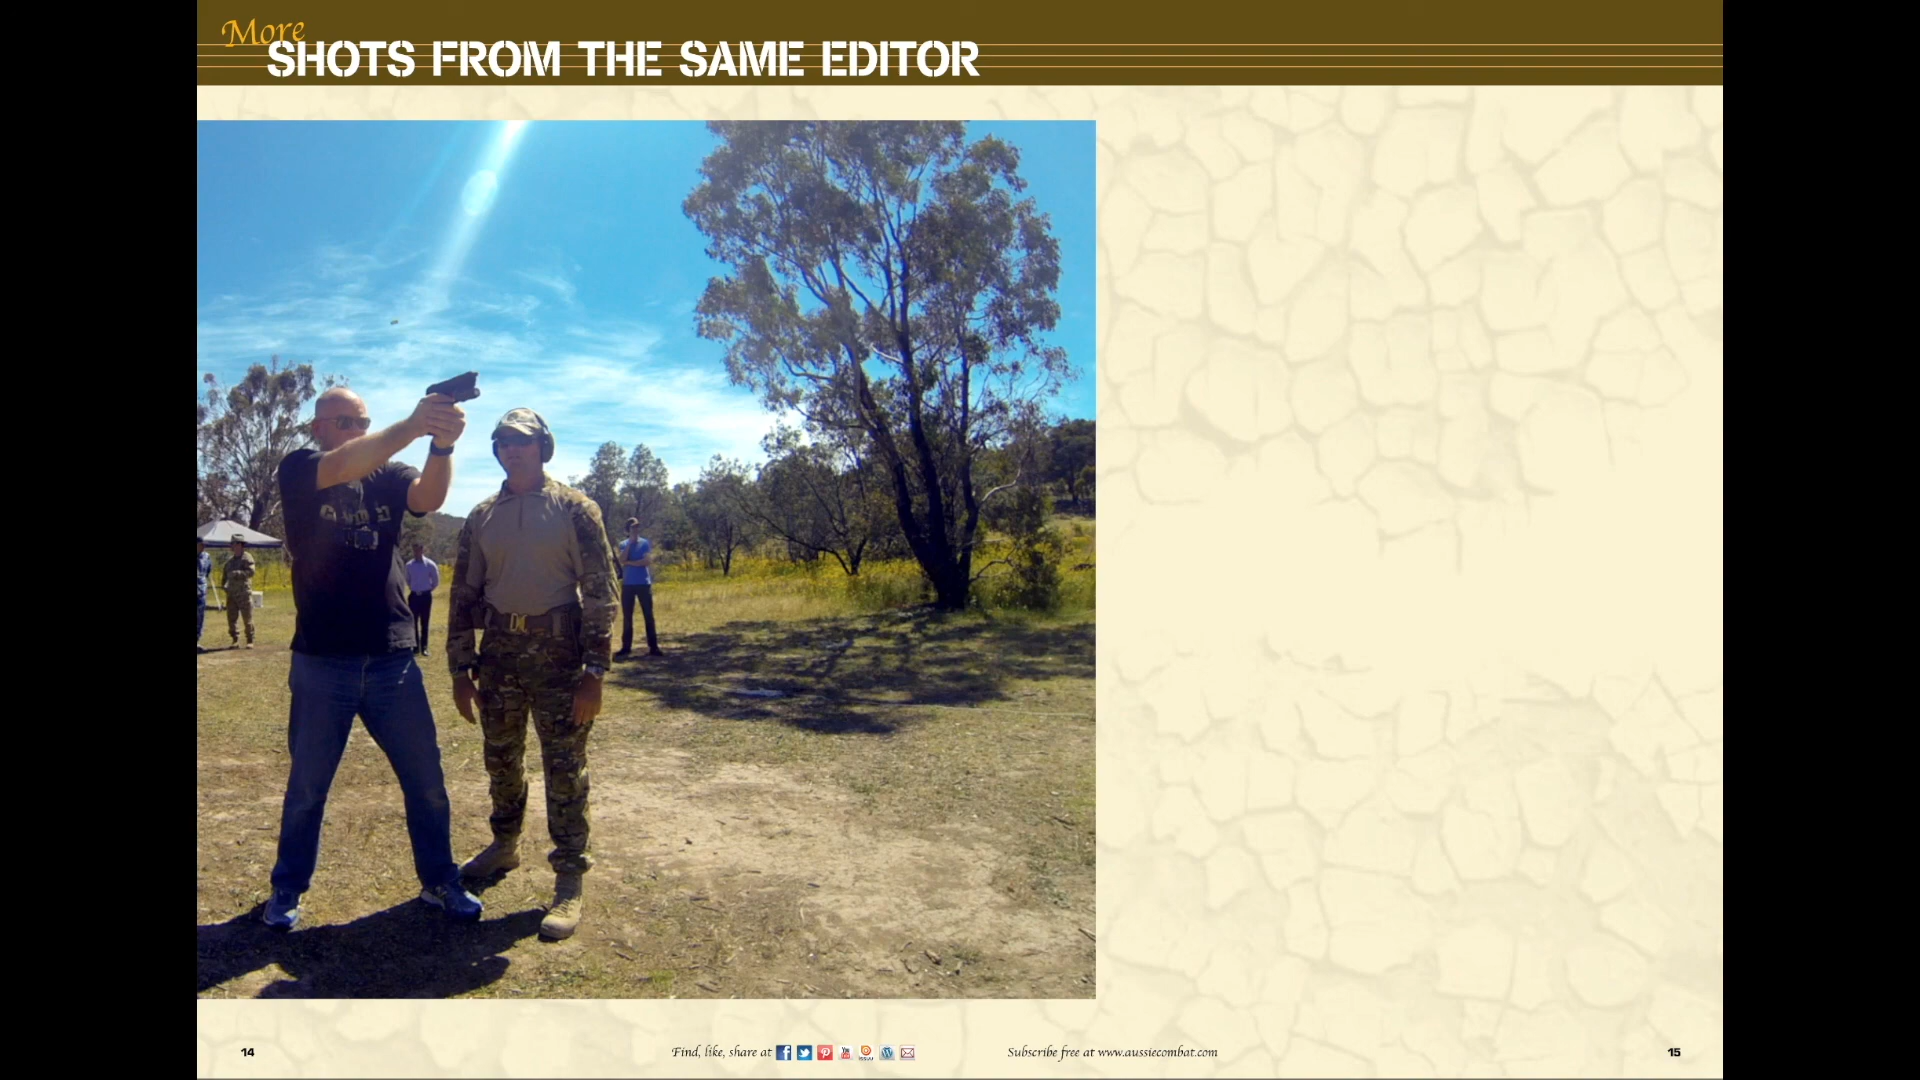 More
SHOTS FROM THE SAME EDITOR
14
Find, like, share at
Subscribe free at www.aussiecombat.com
15